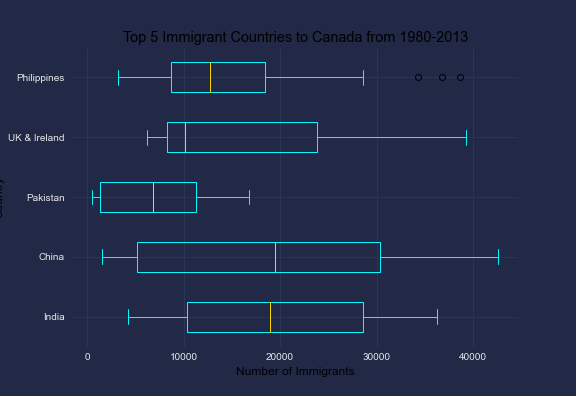 Top 5 Immigrant Countries to Canada from 1980-2013
Philippines
UK & Ireland
Pakistan
China
India
0 10000 20000 30000 40000
Number of Immigrants